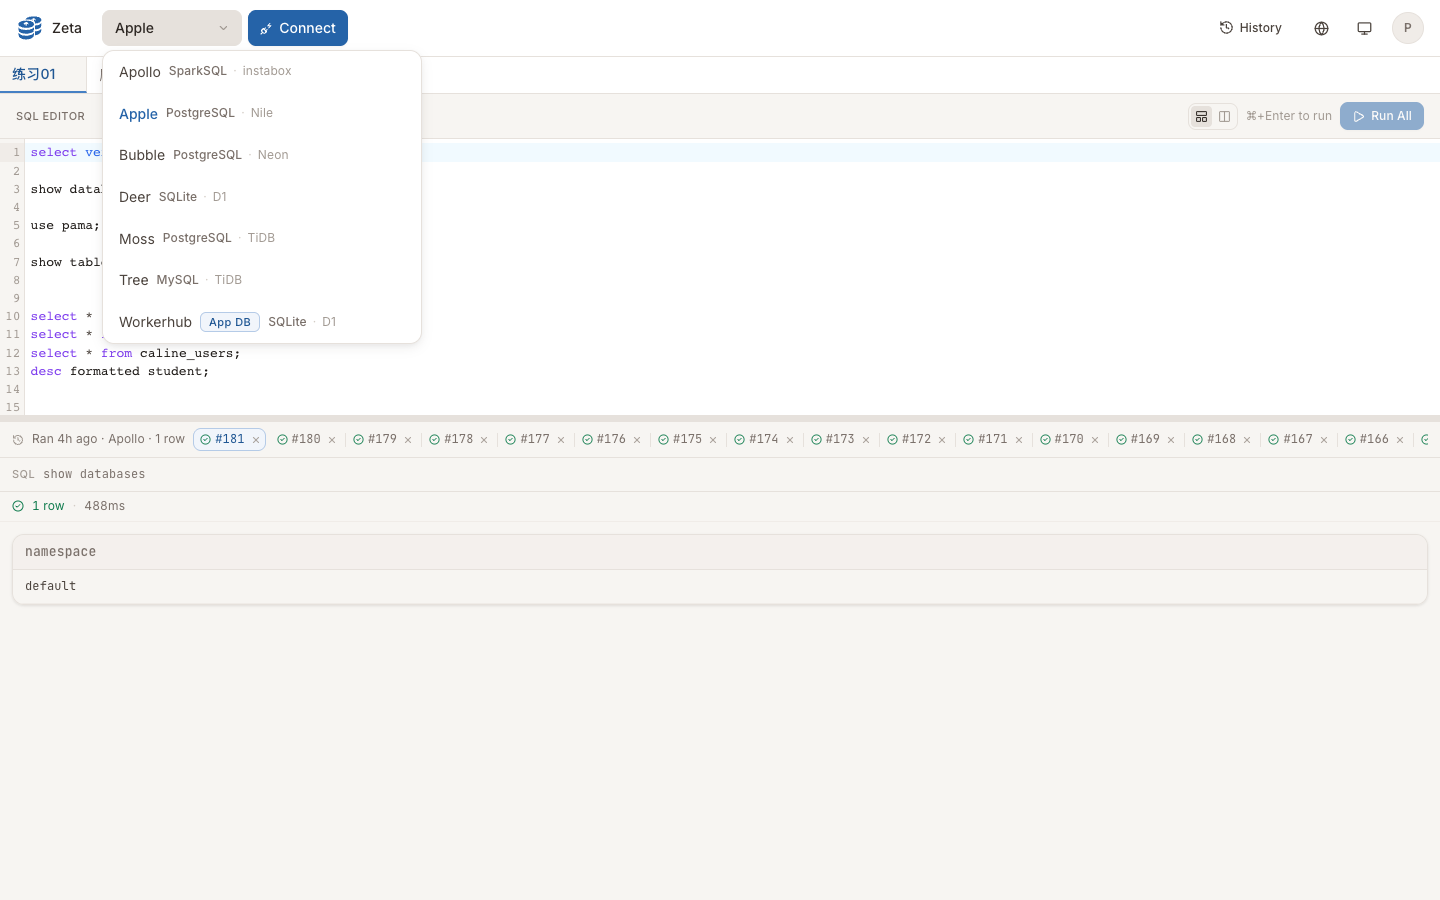 Zeta
Apple
Connect
History
P
练习01
Apollo SparkSQL · instabox
Apple PostgreSQL · Nile
Bubble PostgreSQL · Neon
Deer SQLite · D1
Moss PostgreSQL · TiDB
Tree MySQL · TiDB
Workerhub App DB SQLite · D1
SQL EDITOR
⌘+Enter to run
Run All
1 select
2
3 show
4
5 use pama;
6
7 show
8
9
10 select *
11 select *
12 select * from caline_users;
13 desc formatted student;
14
15
Ran 4h ago · Apollo · 1 row #181 × #180 × #179 × #178 × #177 × #176 × #175 × #174 × #173 × #172 × #171 × #170 × #169 × #168 × #167 × #166 ×
SQL show databases
1 row · 488ms
namespace
default